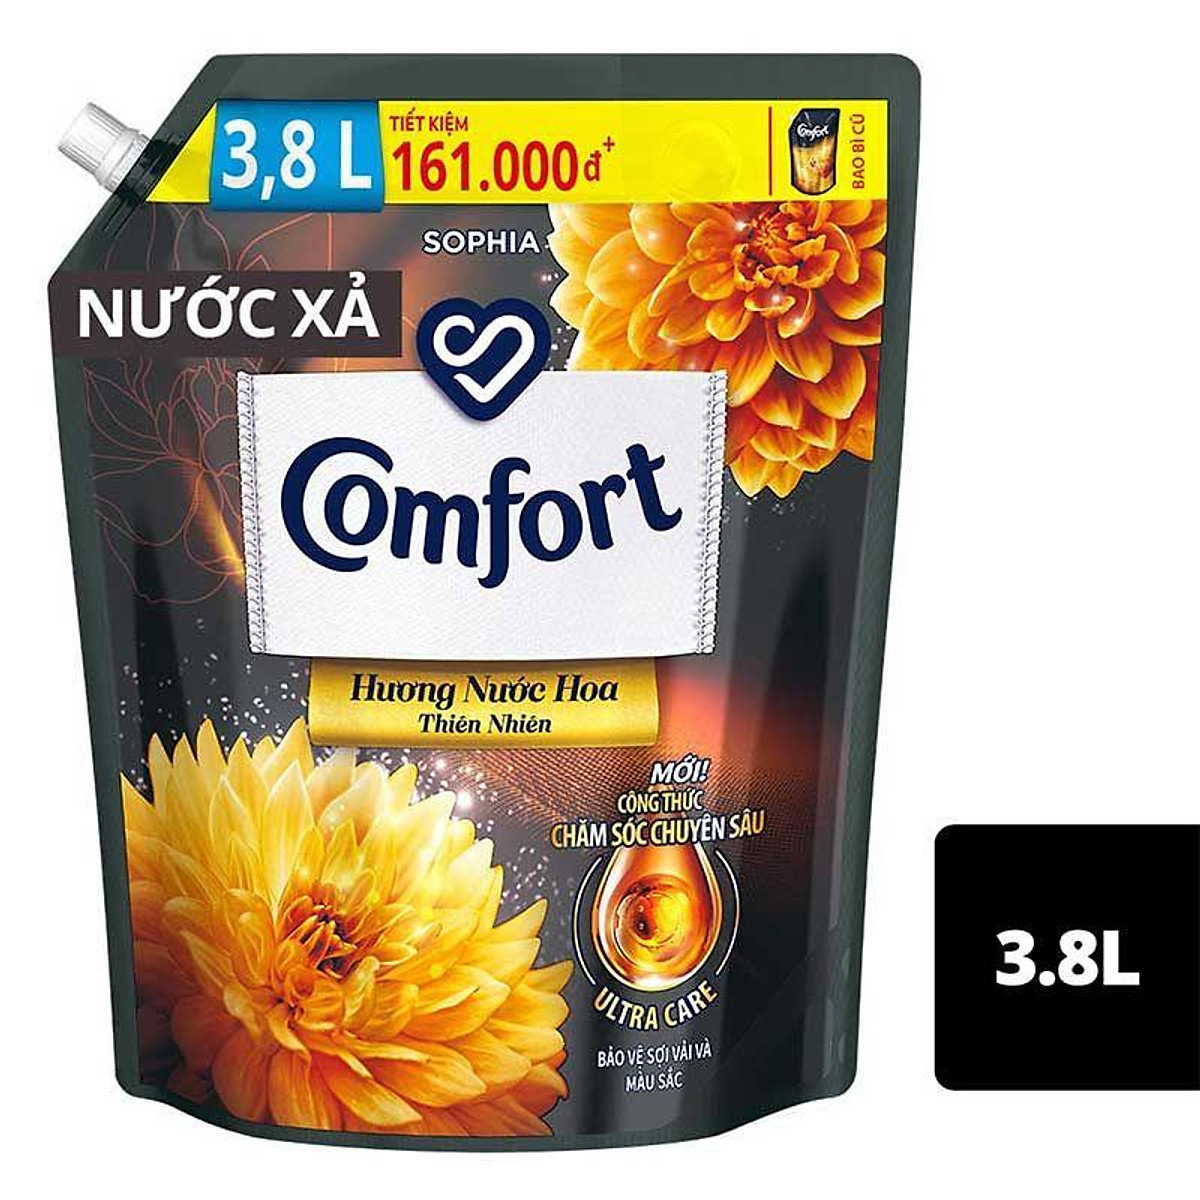 3,8 L
TIẾT KIỆM
161.000đ+
Comfort
BAO BÌ CŨ
SOPHIA
NƯỚC XẢ
Comfort
Hương Nước Hoa
Thiên Nhiên
MỚI!
CÔNG THỨC
CHĂM SÓC CHUYÊN SÂU
ULTRA CARE
BẢO VỆ SỢI VẢI VÀ
MÀU SẮC
3.8L